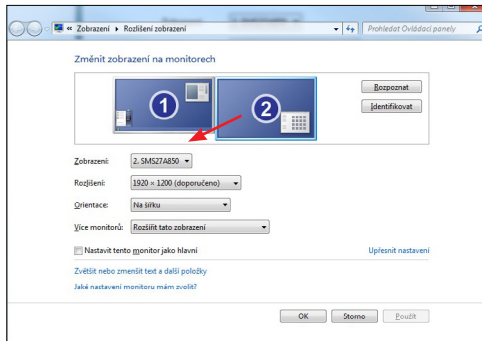 « Zobrazení ▸ Rozlišení zobrazení
Prohledat Ovládací panely
Změnit zobrazení na monitorech
1
2
Rozpoznat
Identifikovat
Zobrazení: 2. SMS27A850
Rozlišení: 1920 × 1200 (doporučeno)
Orientace: Na šířku
Více monitorů: Rozšířit tato zobrazení
Nastavit tento monitor jako hlavní
Upřesnit nastavení
Zvětšit nebo zmenšit text a další položky
Jaké nastavení monitoru mám zvolit?
OK Storno Použít